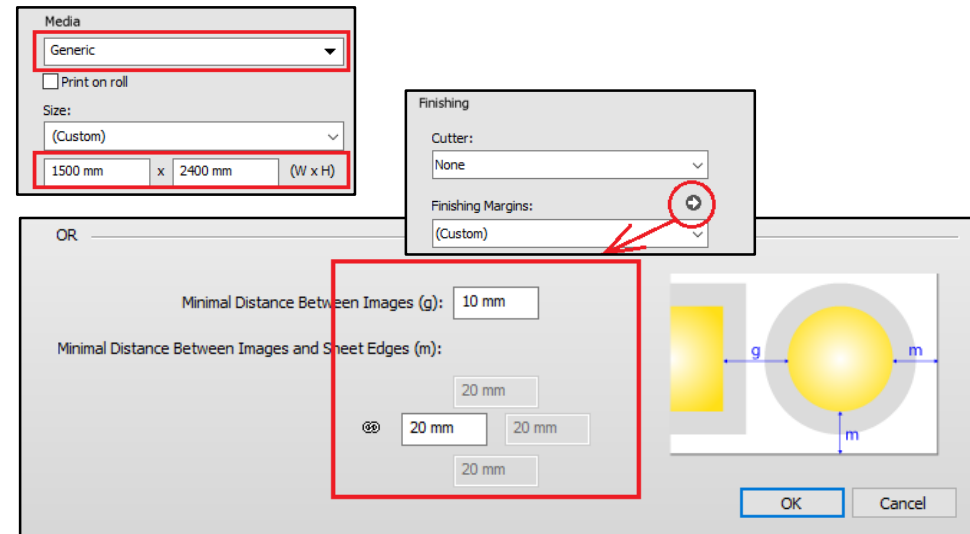 Media
Generic
Print on roll
Size:
(Custom)
1500 mm x 2400 mm (W x H)
Finishing
Cutter:
None
Finishing Margins:
(Custom)
OR
Minimal Distance Between Images (g): 10 mm
Minimal Distance Between Images and Sheet Edges (m):
20 mm
20 mm 20 mm
20 mm
g m
m
OK Cancel